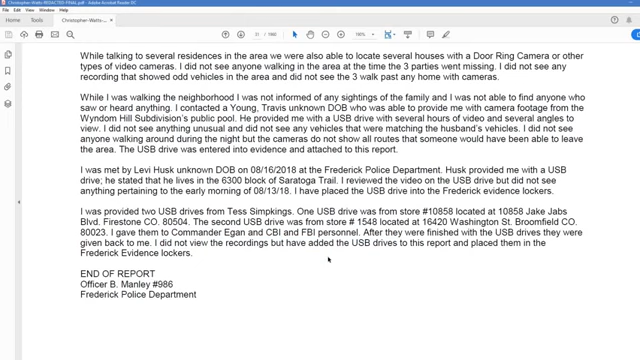 Christopher-Watts-REDACTED-FINAL.pdf - Adobe Acrobat Reader DC
File Edit View Window Help
Home Tools Christopher-Watts-... ×
31 / 1960 180%
While talking to several residences in the area we were also able to locate several houses with a Door Ring Camera or other
types of video cameras. I did not see anyone walking in the area at the time the 3 parties went missing. I did not see any
recording that showed odd vehicles in the area and did not see the 3 walk past any home with cameras.
While I was walking the neighborhood I was not informed of any sightings of the family and I was not able to find anyone who
saw or heard anything. I contacted a Young, Travis unknown DOB who was able to provide me with camera footage from the
Wyndom Hill Subdivision's public pool. He provided me with a USB drive with several hours of video and several angles to
view. I did not see anything unusual and did not see any vehicles that were matching the husband's vehicles. I did not see
anyone walking around during the night but the cameras do not show all routes that someone would have been able to leave
the area. The USB drive was entered into evidence and attached to this report.
I was met by Levi Husk unknown DOB on 08/16/2018 at the Frederick Police Department. Husk provided me with a USB
drive; he stated that he lives in the 6300 block of Saratoga Trail. I reviewed the video on the USB drive but did not see
anything pertaining to the early morning of 08/13/18. I have placed the USB drive into the Frederick evidence lockers.
I was provided two USB drives from Tess Simpkings. One USB drive was from store #10858 located at 10858 Jake Jabs
Blvd. Firestone CO. 80504. The second USB drive was from store # 1548 located at 16420 Washington St. Broomfield CO.
80023. I gave them to Commander Egan and CBI and FBI personnel. After they were finished with the USB drives they were
given back to me. I did not view the recordings but have added the USB drives to this report and placed them in the
Frederick Evidence lockers.
END OF REPORT
Officer B. Manley #986
Frederick Police Department